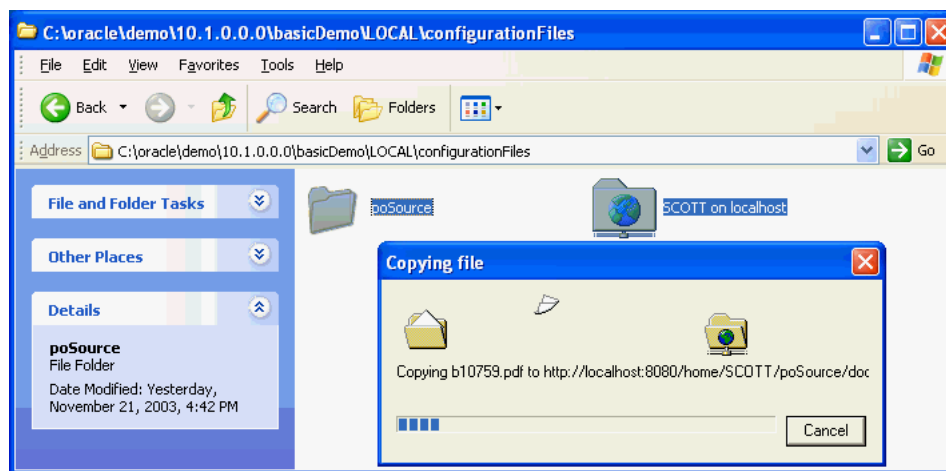 C:\oracle\demo\10.1.0.0.0\basicDemo\LOCAL\configurationFiles
File Edit View Favorites Tools Help
Back Search Folders
Address C:\oracle\demo\10.1.0.0.0\basicDemo\LOCAL\configurationFiles Go
File and Folder Tasks
Other Places
Details
poSource
File Folder
Date Modified: Yesterday,
November 21, 2003, 4:42 PM
poSource
SCOTT on localhost
Copying file
Copying b10759.pdf to http://localhost:8080/home/SCOTT/poSource/doc
Cancel